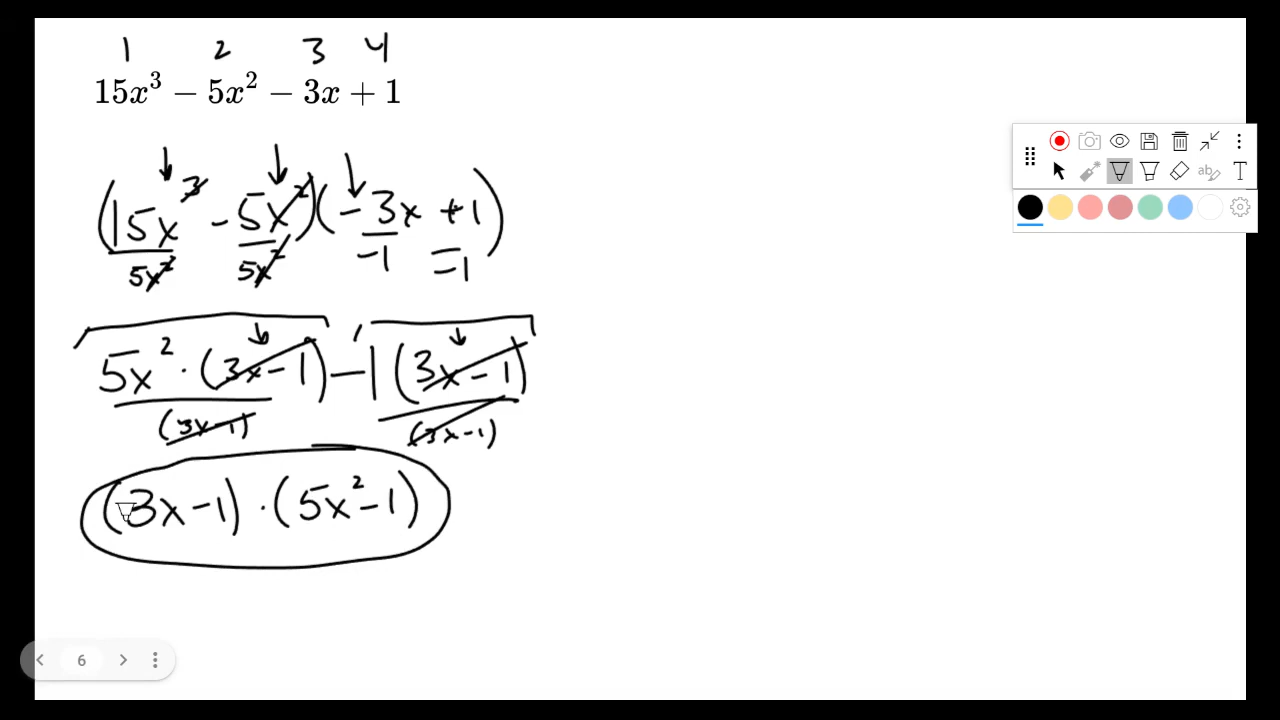 1 2 3 4
15x³ − 5x² − 3x + 1
(15x³ - 5x²)(-3x +1)
5x² 5x² -1 -1
5x² · (3x-1) -1(3x-1)
(3x-1) (3x-1)
(3x-1) · (5x²-1)
ab T
6